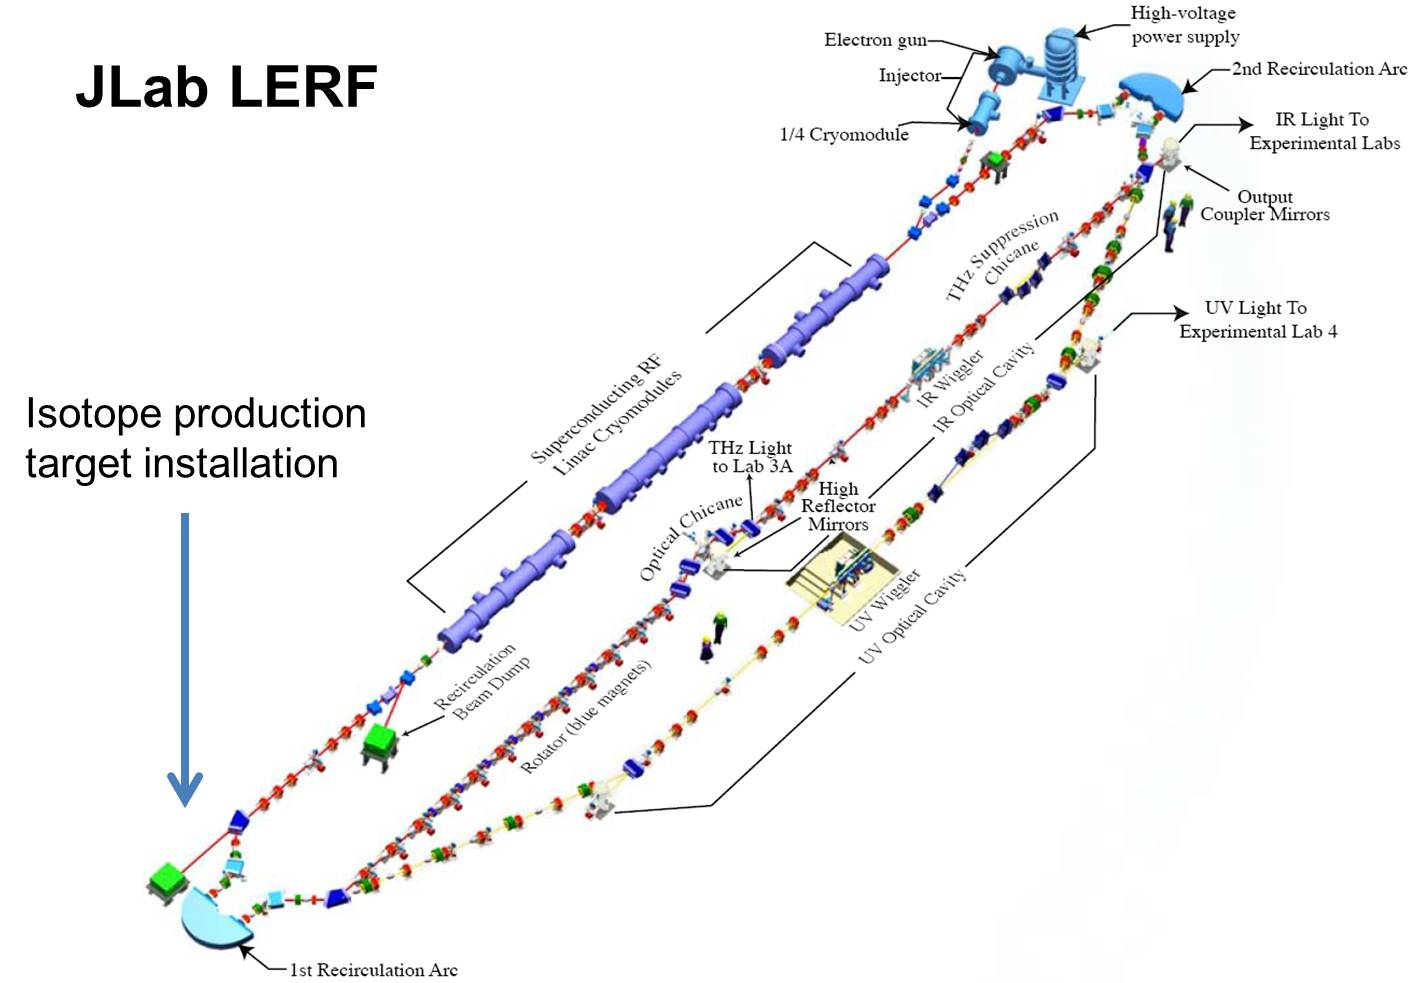 JLab LERF
High-voltage
power supply
Electron gun
Injector
1/4 Cryomodule
2nd Recirculation Arc
IR Light To
Experimental Labs
Output
Coupler Mirrors
THz Suppression
Chicane
UV Light To
Experimental Lab 4
Superconducting RF
Linac Cryomodules
IR Wiggler
IR Optical Cavity
Isotope production
target installation
THz Light
to Lab 3A
High
Reflector
Mirrors
Optical Chicane
UV Wiggler
UV Optical Cavity
Recirculation
Beam Dump
Rotator (blue magnets)
1st Recirculation Arc